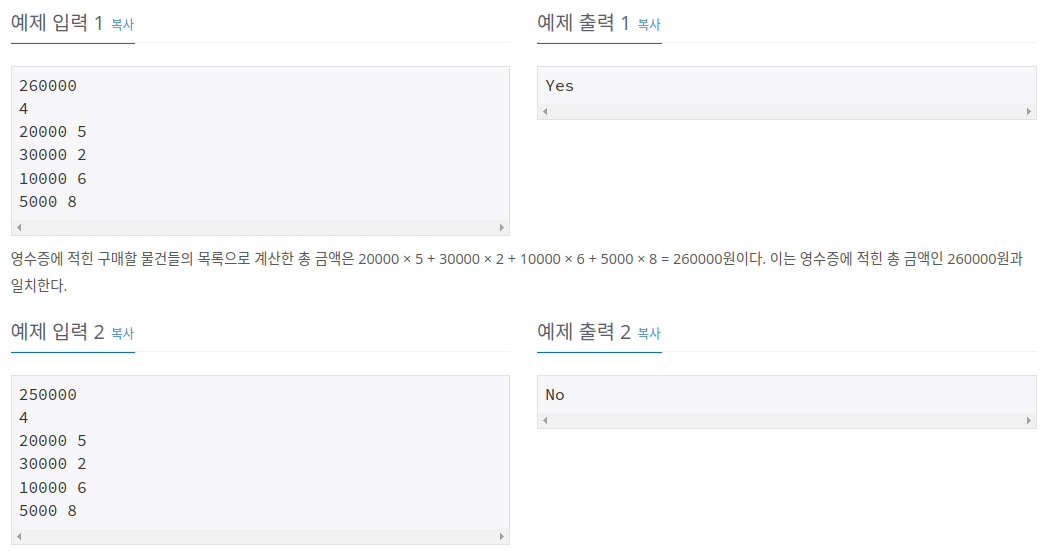 예제 입력 1 복사
260000
4
20000 5
30000 2
10000 6
5000 8
예제 출력 1 복사
Yes
영수증에 적힌 구매할 물건들의 목록으로 계산한 총 금액은 20000 × 5 + 30000 × 2 + 10000 × 6 + 5000 × 8 = 260000원이다. 이는 영수증에 적힌 총 금액인 260000원과
일치한다.
예제 입력 2 복사
250000
4
20000 5
30000 2
10000 6
5000 8
예제 출력 2 복사
No